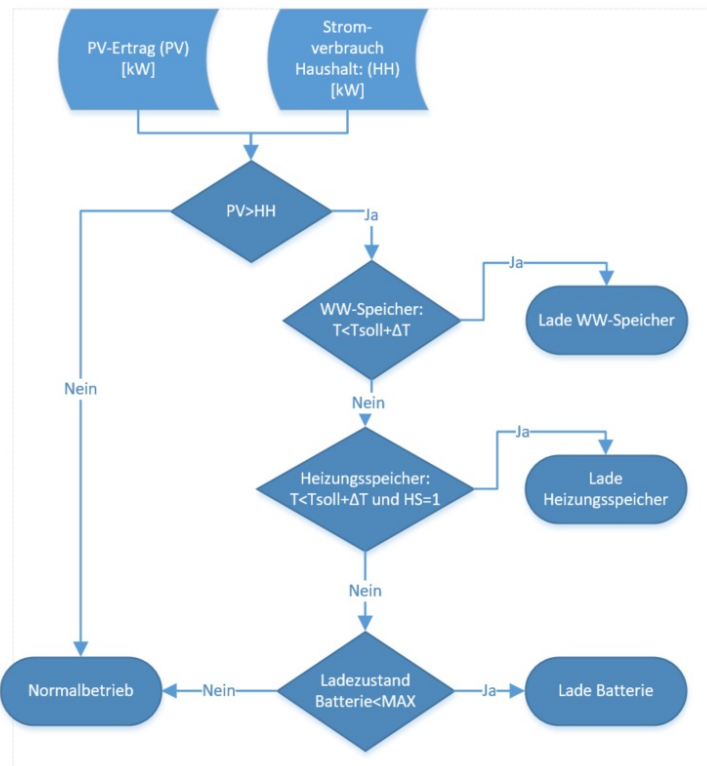 PV-Ertrag (PV)
[kW]
Strom-
verbrauch
Haushalt: (HH)
[kW]
PV>HH
Ja
WW-Speicher:
T<Tsoll+ΔT
Ja
Lade WW-Speicher
Nein
Nein
Heizungsspeicher:
T<Tsoll+ΔT und HS=1
Ja
Lade
Heizungsspeicher
Nein
Ladezustand
Batterie<MAX
Nein
Normalbetrieb
Ja
Lade Batterie